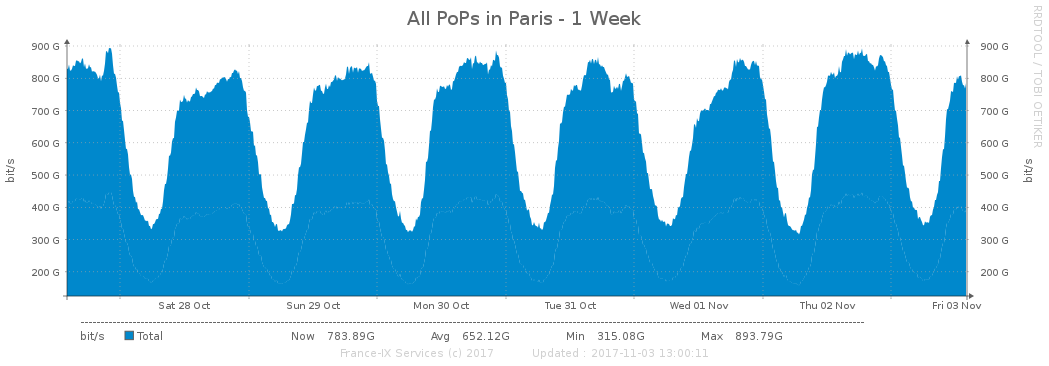 All PoPs in Paris - 1 Week
RRDTOOL / TOBI OETIKER
900 G 900 G
800 G 800 G
700 G 700 G
600 G 600 G
500 G 500 G
400 G 400 G
300 G 300 G
200 G 200 G
bit/s bit/s
Sat 28 Oct Sun 29 Oct Mon 30 Oct Tue 31 Oct Wed 01 Nov Thu 02 Nov Fri 03 Nov
bit/s Total Now 783.89G Avg 652.12G Min 315.08G Max 893.79G
France-IX Services (c) 2017 Updated : 2017-11-03 13:00:11